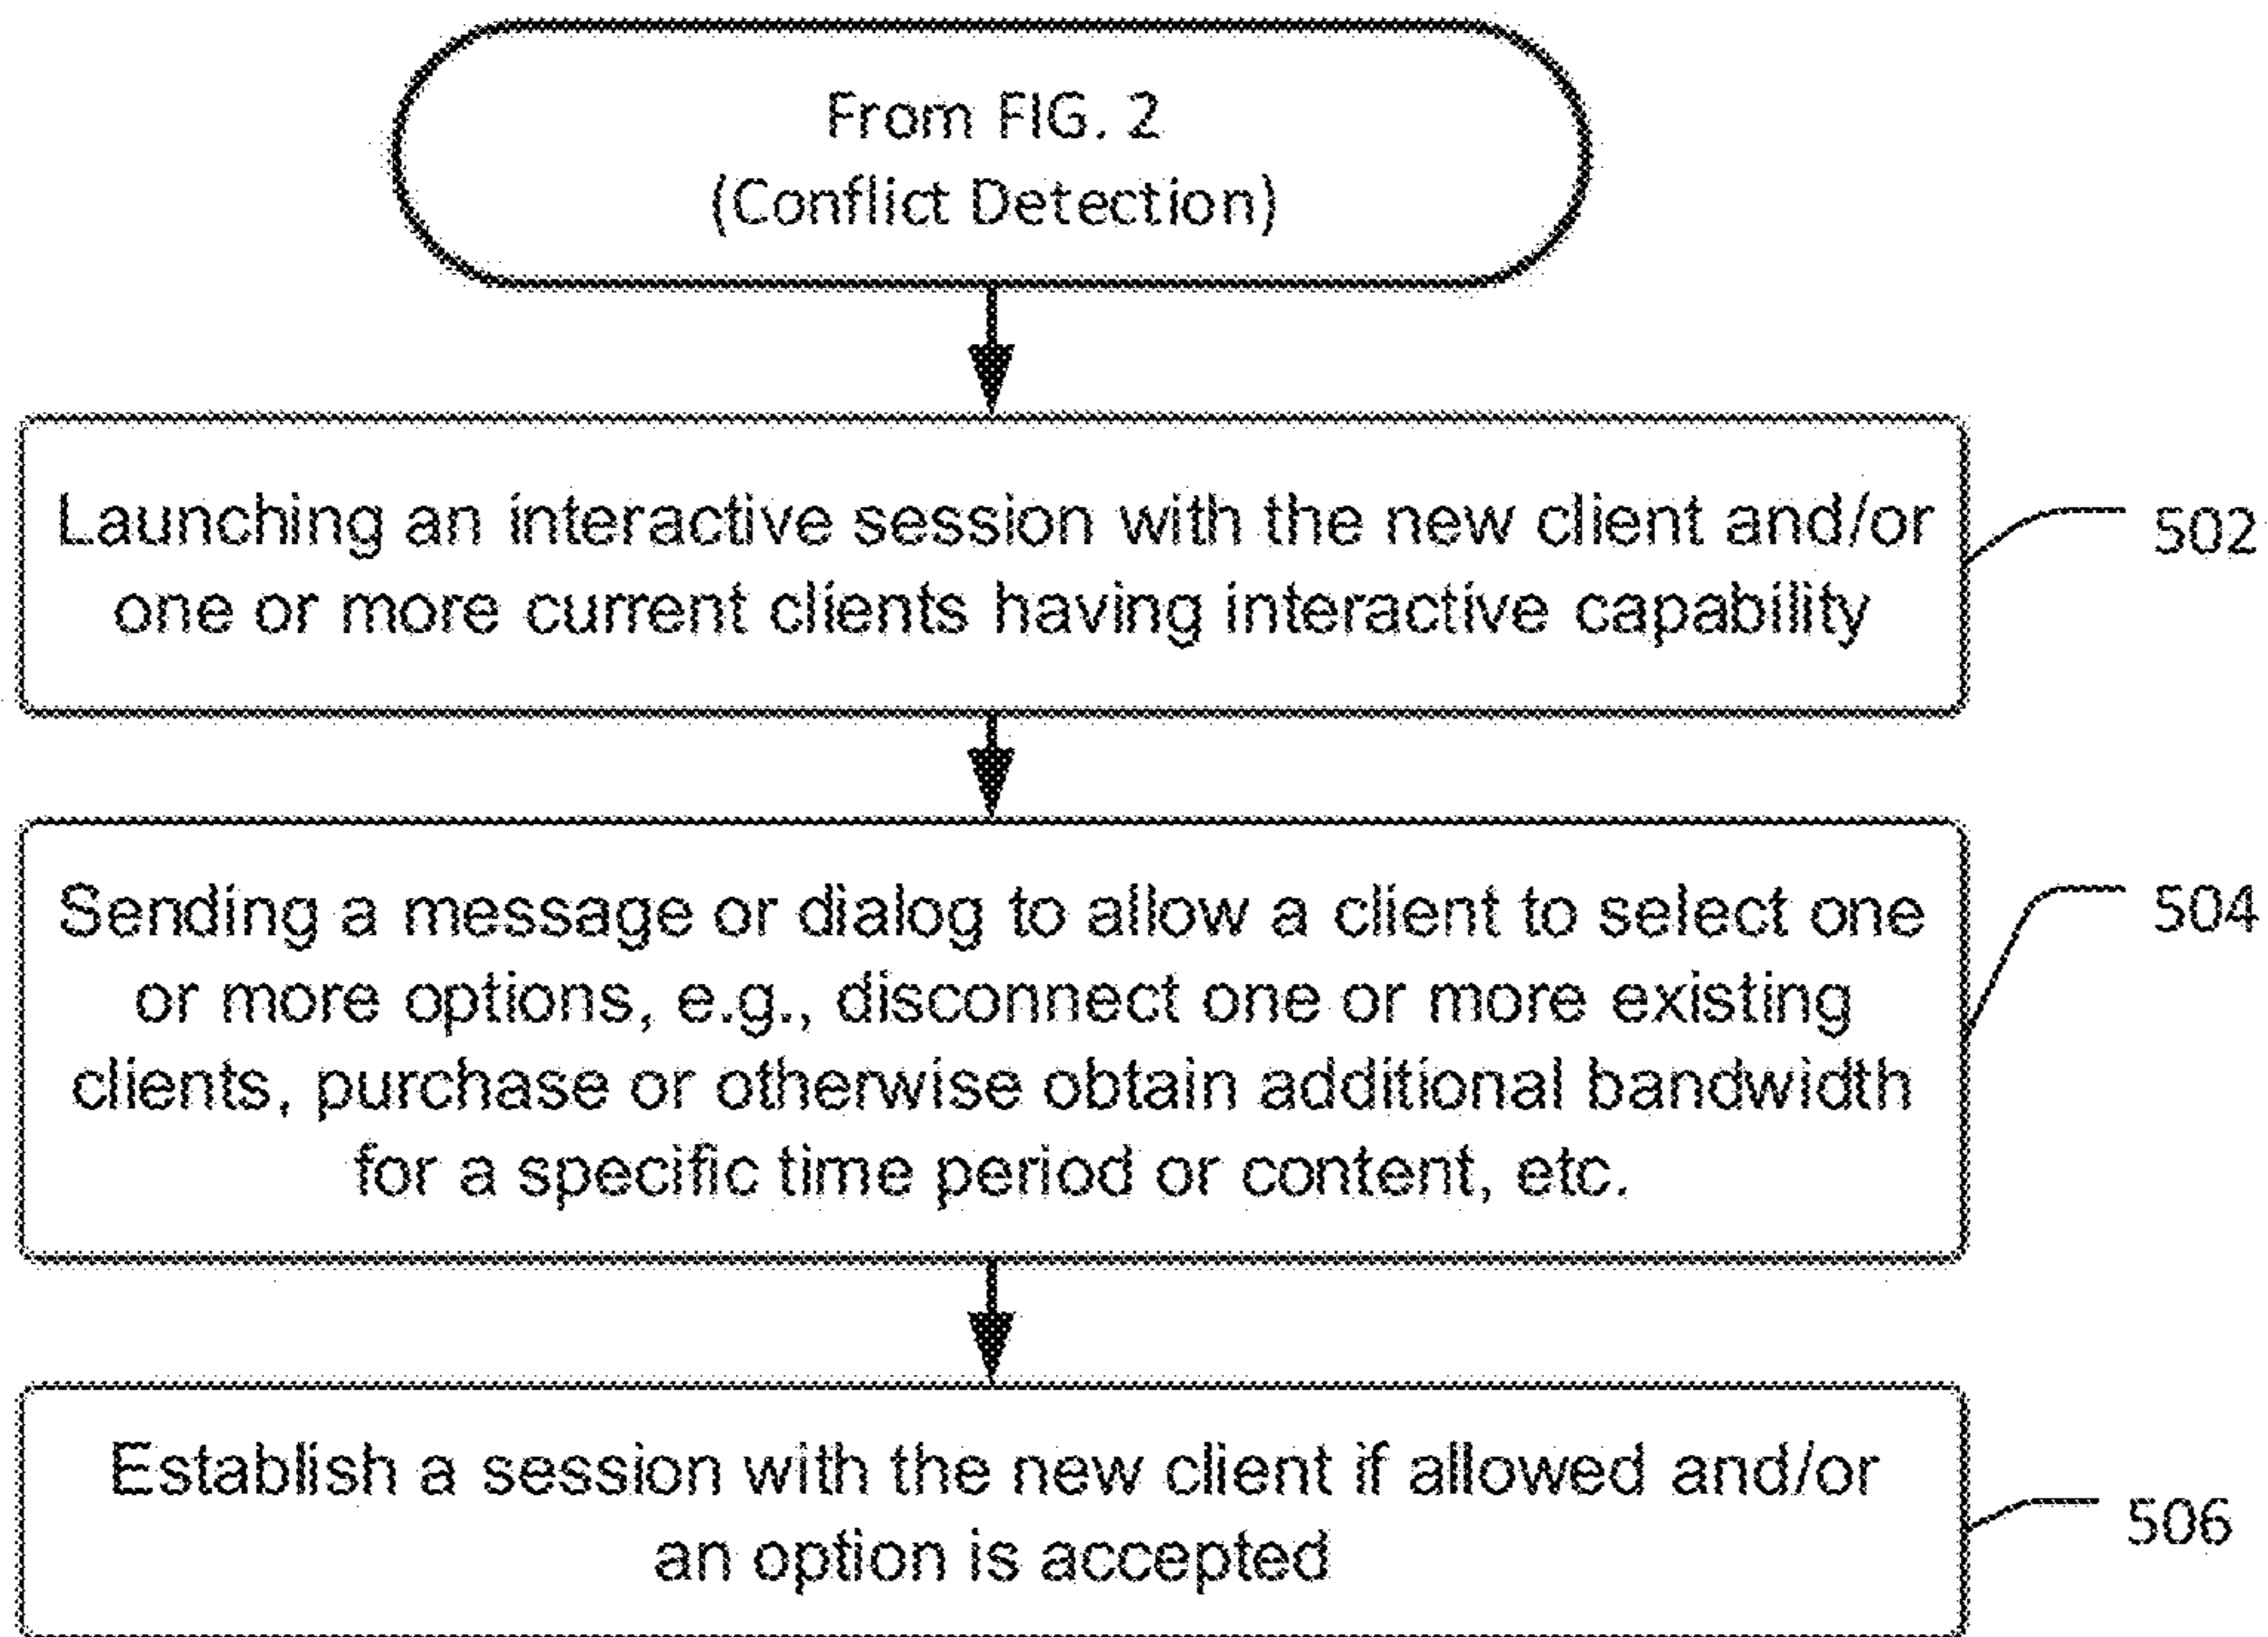 From FIG. 2
(Conflict Detection)
Launching an interactive session with the new client and/or
one or more current clients having interactive capability
502
Sending a message or dialog to allow a client to select one
or more options, e.g., disconnect one or more existing
clients, purchase or otherwise obtain additional bandwidth
for a specific time period or content, etc.
504
Establish a session with the new client if allowed and/or
an option is accepted
506